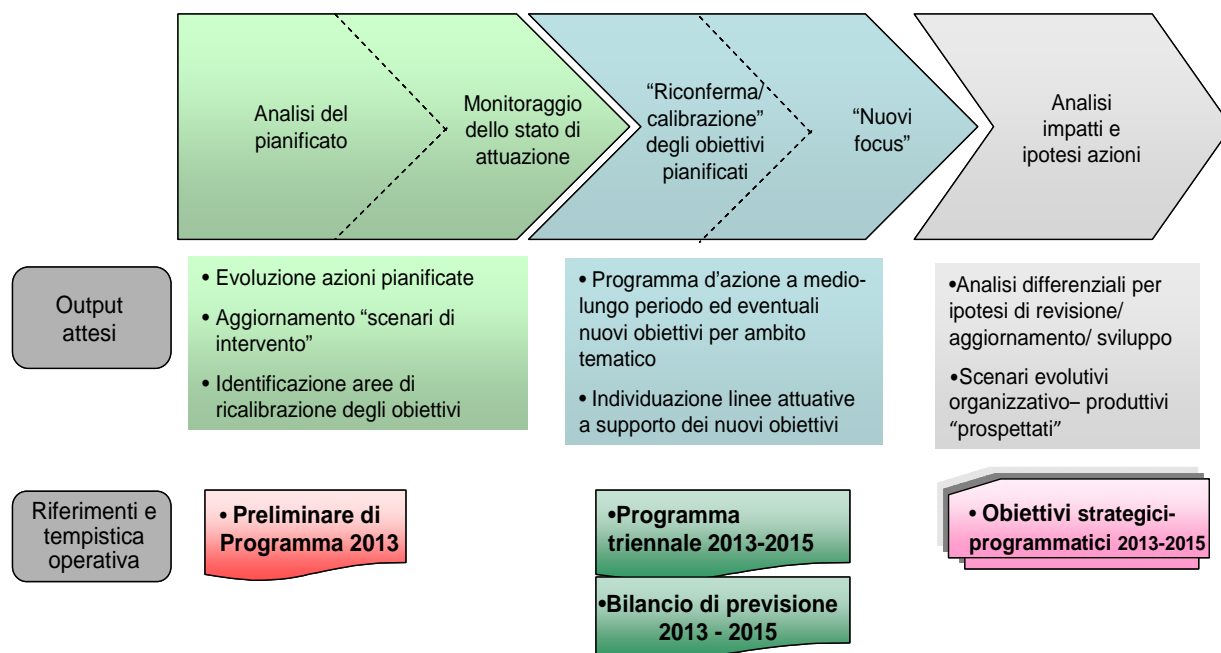 Analisi del
pianificato
Monitoraggio
dello stato di
attuazione
“Riconferma/
calibrazione”
degli obiettivi
pianificati
“Nuovi
focus”
Analisi
impatti e
ipotesi azioni
Output
attesi
• Evoluzione azioni pianificate
• Aggiornamento “scenari di
intervento”
• Identificazione aree di
ricalibrazione degli obiettivi
• Programma d’azione a medio-
lungo periodo ed eventuali
nuovi obiettivi per ambito
tematico
• Individuazione linee attuative
a supporto dei nuovi obiettivi
•Analisi differenziali per
ipotesi di revisione/
aggiornamento/ sviluppo
•Scenari evolutivi
organizzativo– produttivi
“prospettati”
Riferimenti e
tempistica
operativa
• Preliminare di
Programma 2013
•Programma
triennale 2013-2015
•Bilancio di previsione
2013 - 2015
• Obiettivi strategici-
programmatici 2013-2015